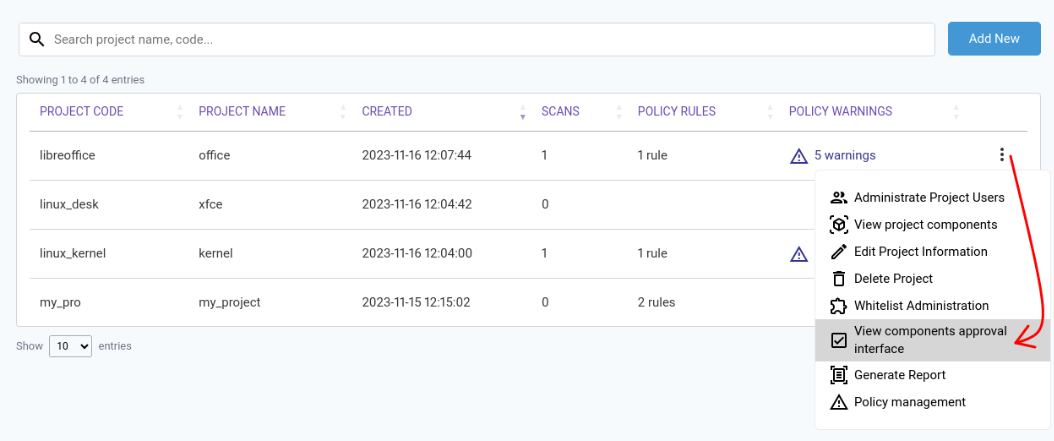 Search project name, code...
Add New
Showing 1 to 4 of 4 entries
PROJECT CODE PROJECT NAME CREATED SCANS POLICY RULES POLICY WARNINGS
libreoffice office 2023-11-16 12:07:44 1 1 rule 5 warnings
linux_desk xfce 2023-11-16 12:04:42 0
linux_kernel kernel 2023-11-16 12:04:00 1 1 rule
my_pro my_project 2023-11-15 12:15:02 0 2 rules
Show 10 entries
Administrate Project Users
View project components
Edit Project Information
Delete Project
Whitelist Administration
View components approval
interface
Generate Report
Policy management